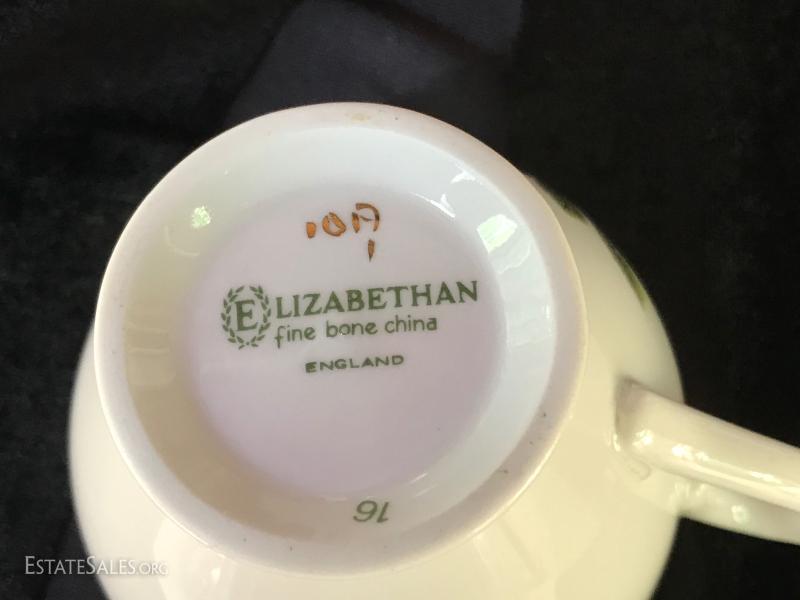 ELIZABETHAN
fine bone china
ENGLAND
16
ESTATESALES.ORG